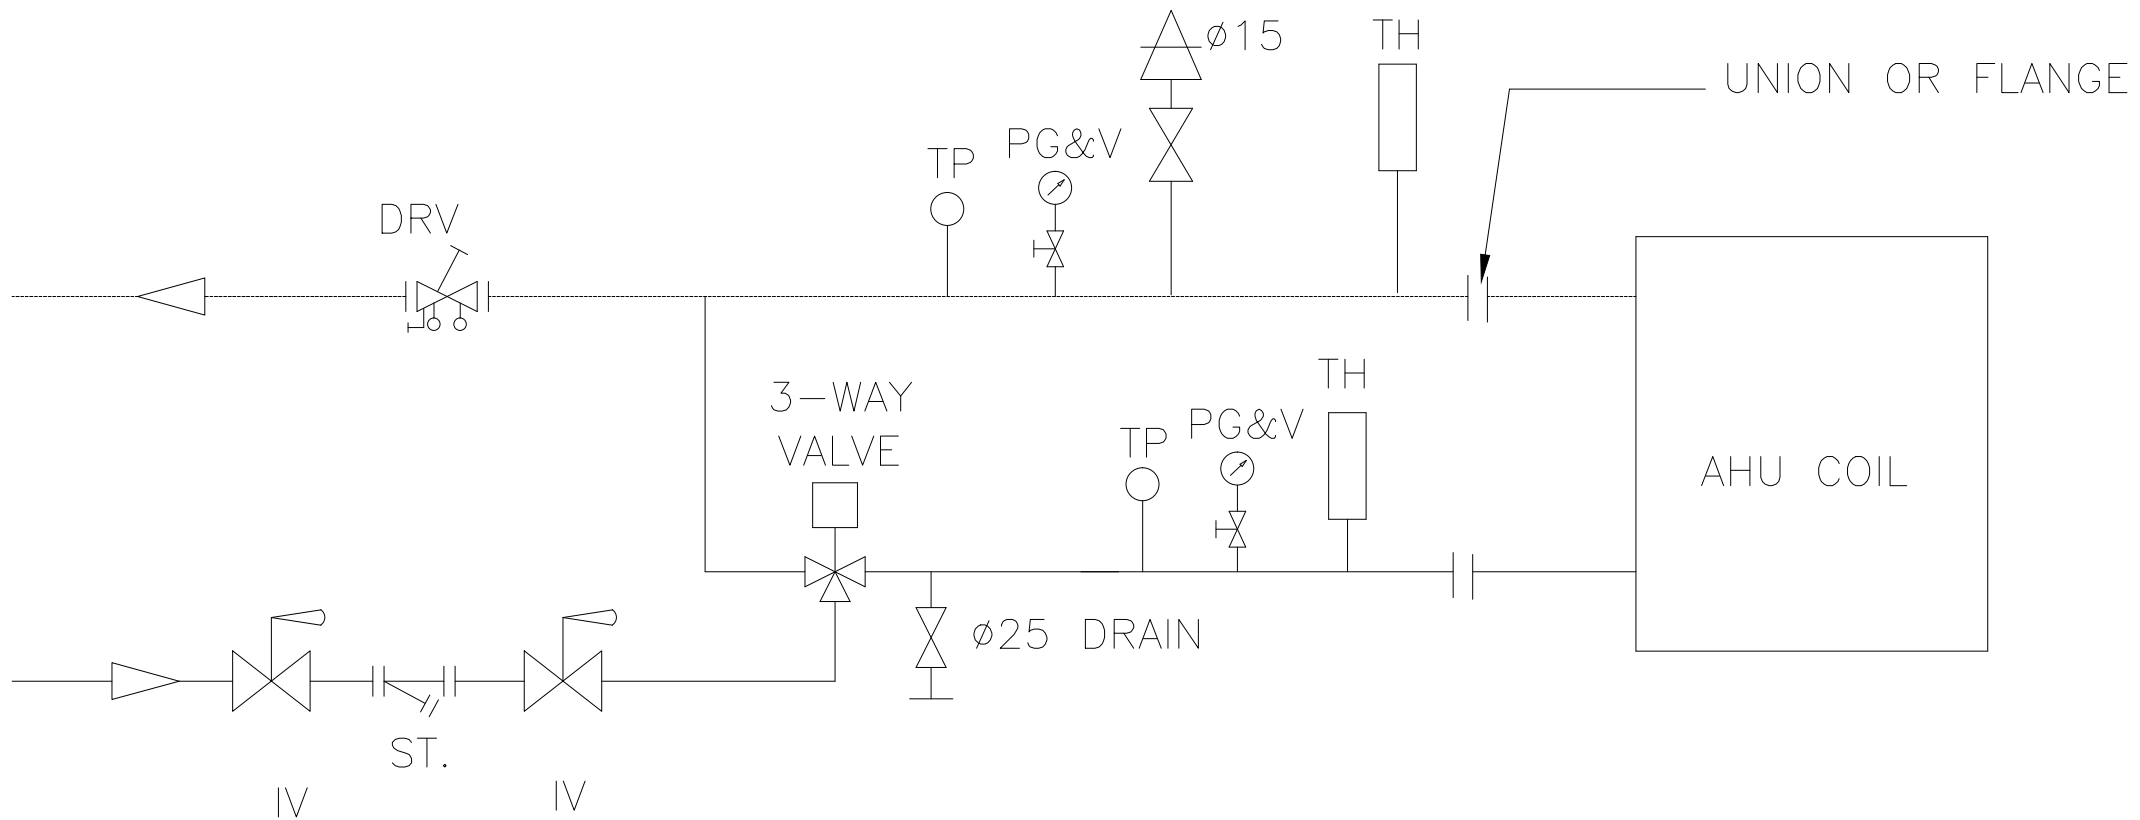 ø15
TH
UNION OR FLANGE
PG&V
TP
DRV
TH
3-WAY
VALVE
PG&V
TP
AHU COIL
ø25 DRAIN
ST.
IV
IV